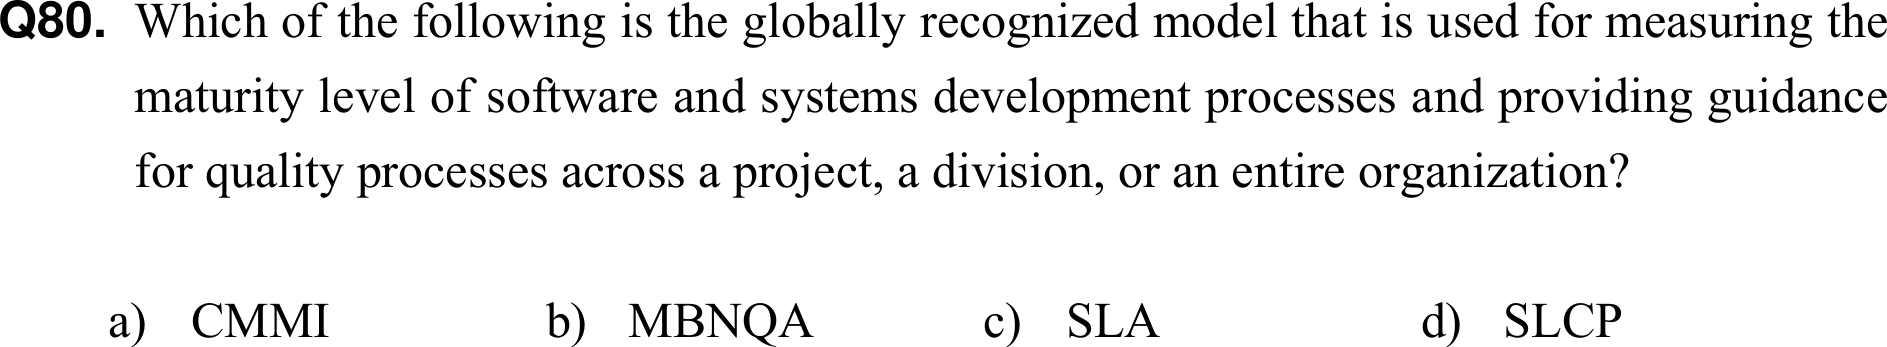 Q80. Which of the following is the globally recognized model that is used for measuring the
maturity level of software and systems development processes and providing guidance
for quality processes across a project, a division, or an entire organization?
a) CMMI b) MBNQA c) SLA d) SLCP